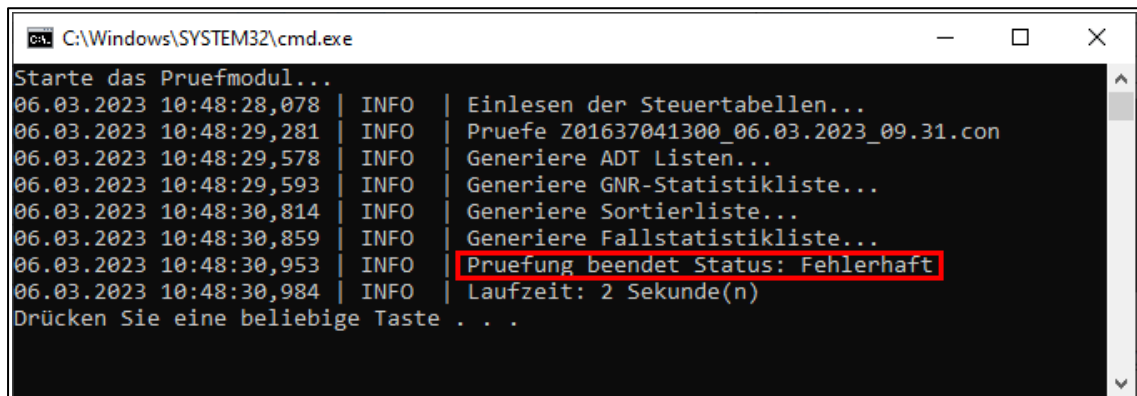 C:\Windows\SYSTEM32\cmd.exe
Starte das Pruefmodul...
06.03.2023 10:48:28,078 | INFO | Einlesen der Steuertabellen...
06.03.2023 10:48:29,281 | INFO | Pruefe Z01637041300_06.03.2023_09.31.con
06.03.2023 10:48:29,578 | INFO | Generiere ADT Listen...
06.03.2023 10:48:29,593 | INFO | Generiere GNR-Statistikliste...
06.03.2023 10:48:30,814 | INFO | Generiere Sortierliste...
06.03.2023 10:48:30,859 | INFO | Generiere Fallstatistikliste...
06.03.2023 10:48:30,953 | INFO | Pruefung beendet Status: Fehlerhaft
06.03.2023 10:48:30,984 | INFO | Laufzeit: 2 Sekunde(n)
Drücken Sie eine beliebige Taste . . .